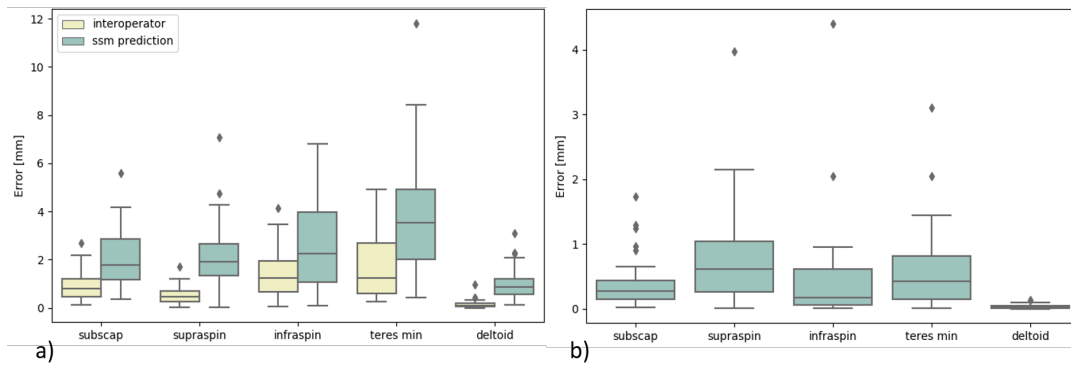 12
10
8
6
4
2
0
Error [mm]
interoperator
ssm prediction
subscap supraspin infraspin teres min deltoid
a)
4
3
2
1
0
Error [mm]
subscap supraspin infraspin teres min deltoid
b)